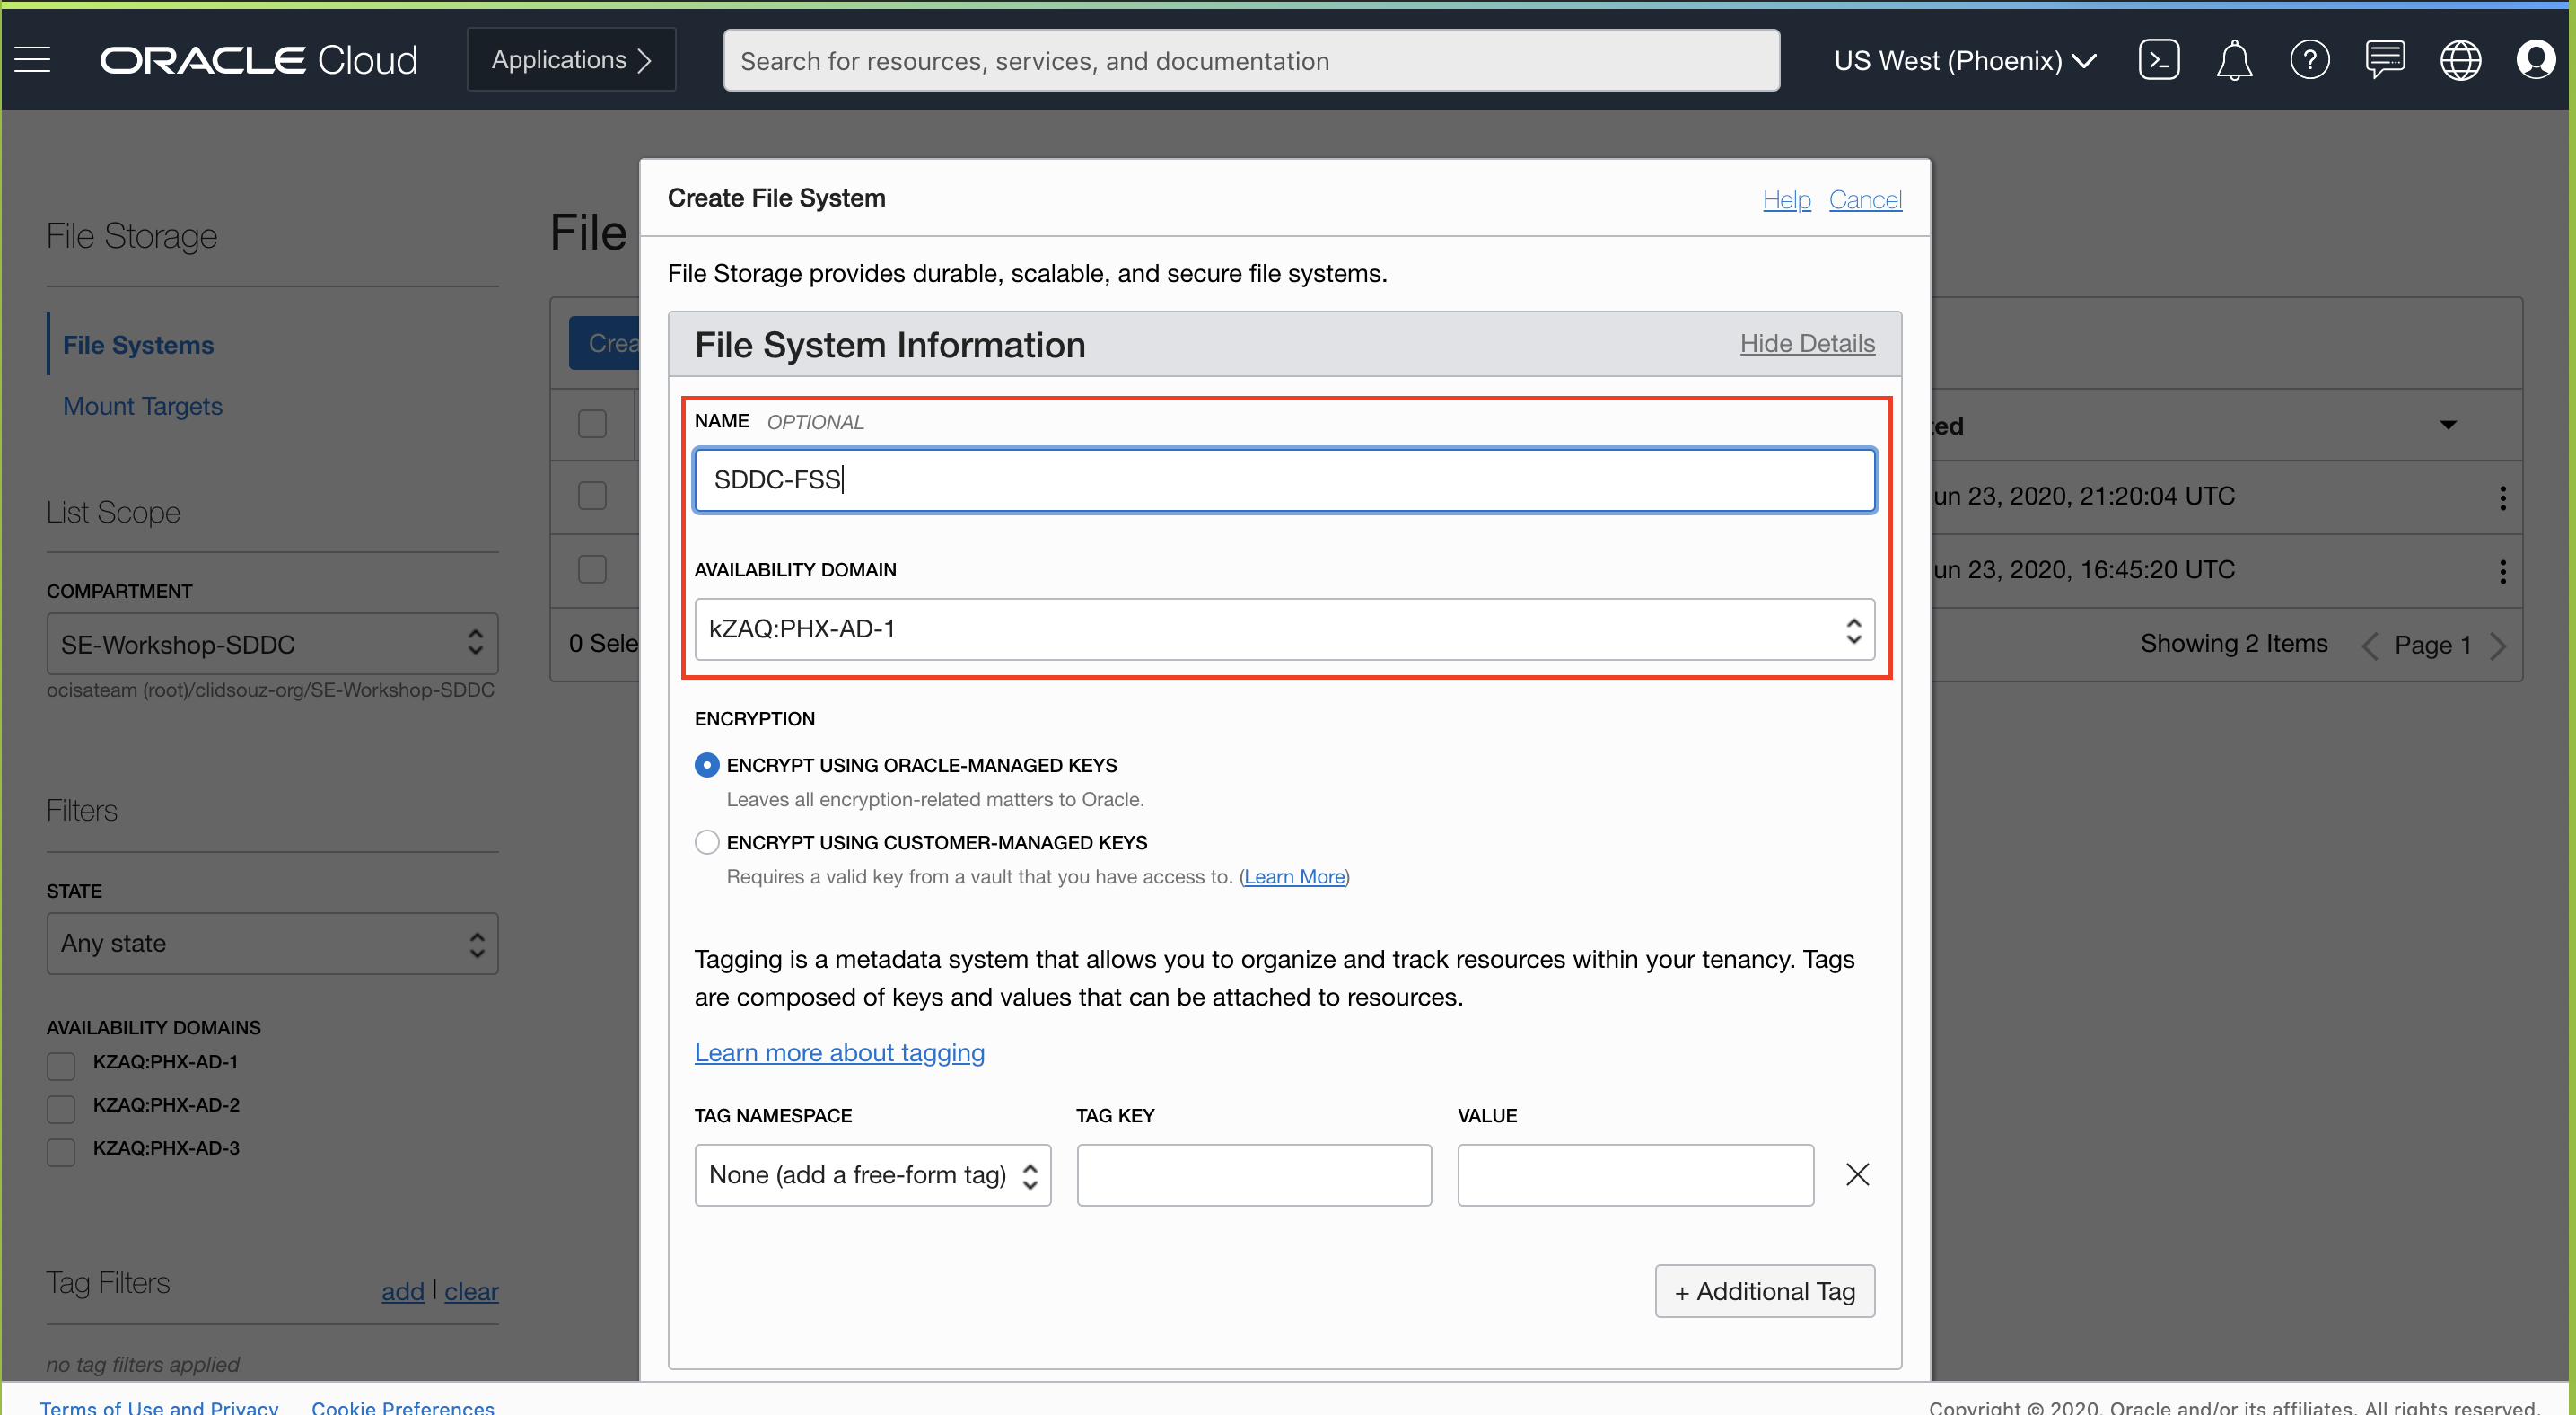 ORACLE Cloud
Applications
Search for resources, services, and documentation
US West (Phoenix)
File Storage
File Systems
Mount Targets
List Scope
COMPARTMENT
SE-Workshop-SDDC
ocisateam (root)/clidsouz-org/SE-Workshop-SDDC
Filters
STATE
Any state
AVAILABILITY DOMAINS
KZAQ:PHX-AD-1
KZAQ:PHX-AD-2
KZAQ:PHX-AD-3
Tag Filters
add | clear
no tag filters applied
File
Crea
0 Sele
Create File System
Help Cancel
File Storage provides durable, scalable, and secure file systems.
File System Information
Hide Details
NAME OPTIONAL
SDDC-FSS
AVAILABILITY DOMAIN
kZAQ:PHX-AD-1
ENCRYPTION
ENCRYPT USING ORACLE-MANAGED KEYS
Leaves all encryption-related matters to Oracle.
ENCRYPT USING CUSTOMER-MANAGED KEYS
Requires a valid key from a vault that you have access to. (Learn More)
Tagging is a metadata system that allows you to organize and track resources within your tenancy. Tags
are composed of keys and values that can be attached to resources.
Learn more about tagging
TAG NAMESPACE TAG KEY VALUE
None (add a free-form tag)
+ Additional Tag
ted
un 23, 2020, 21:20:04 UTC
un 23, 2020, 16:45:20 UTC
Showing 2 Items
Page 1
Terms of Use and Privacy Cookie Preferences
Copyright © 2020, Oracle and/or its affiliates. All rights reserved.